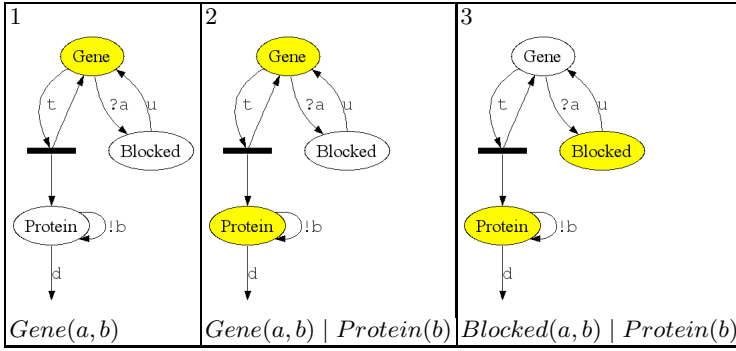 1
Gene
t
?a
u
Blocked
Protein
!b
d
Gene(a, b)
2
Gene
t
?a
u
Blocked
Protein
!b
d
Gene(a, b) | Protein(b)
3
Gene
t
?a
u
Blocked
Protein
!b
d
Blocked(a, b) | Protein(b)